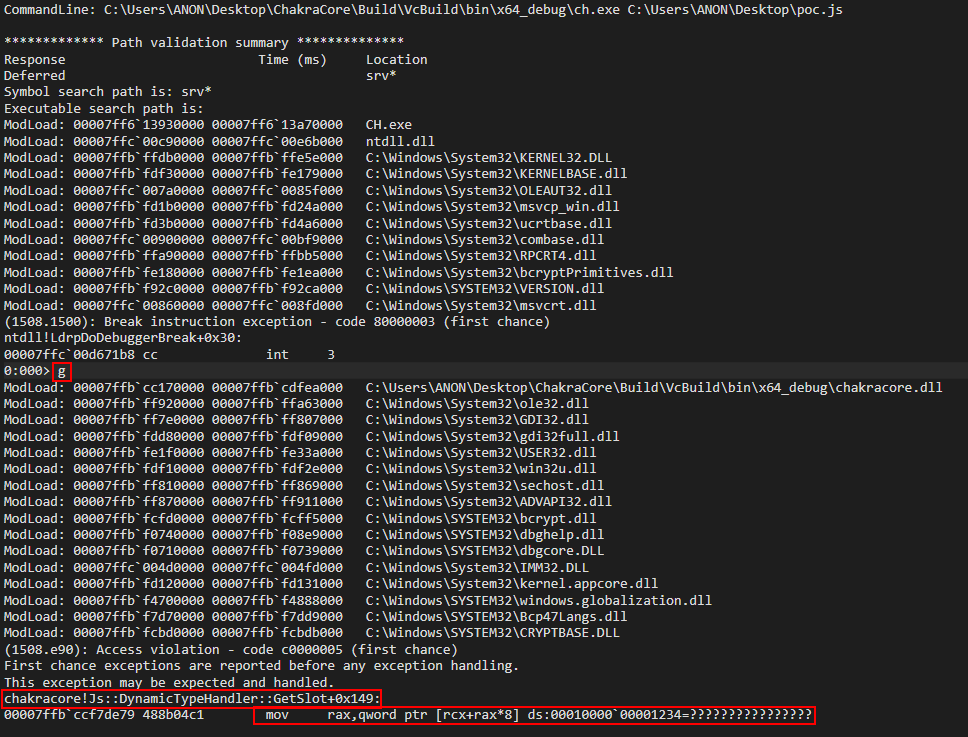 CommandLine: C:\Users\ANON\Desktop\ChakraCore\Build\VcBuild\bin\x64_debug\ch.exe C:\Users\ANON\Desktop\poc.js
************* Path validation summary **************
Response                         Time (ms)     Location
Deferred                                       srv*
Symbol search path is: srv*
Executable search path is:
ModLoad: 00007ff6`13930000 00007ff6`13a70000   CH.exe
ModLoad: 00007ffc`00c90000 00007ffc`00e6b000   ntdll.dll
ModLoad: 00007ffb`ffdb0000 00007ffb`ffe5e000   C:\Windows\System32\KERNEL32.DLL
ModLoad: 00007ffb`fdf30000 00007ffb`fe179000   C:\Windows\System32\KERNELBASE.dll
ModLoad: 00007ffc`007a0000 00007ffc`0085f000   C:\Windows\System32\OLEAUT32.dll
ModLoad: 00007ffb`fd1b0000 00007ffb`fd24a000   C:\Windows\System32\msvcp_win.dll
ModLoad: 00007ffb`fd3b0000 00007ffb`fd4a6000   C:\Windows\System32\ucrtbase.dll
ModLoad: 00007ffc`00900000 00007ffc`00bf9000   C:\Windows\System32\combase.dll
ModLoad: 00007ffb`ffa90000 00007ffb`ffbb5000   C:\Windows\System32\RPCRT4.dll
ModLoad: 00007ffb`fe180000 00007ffb`fe1ea000   C:\Windows\System32\bcryptPrimitives.dll
ModLoad: 00007ffb`f92c0000 00007ffb`f92ca000   C:\Windows\SYSTEM32\VERSION.dll
ModLoad: 00007ffc`00860000 00007ffc`008fd000   C:\Windows\System32\msvcrt.dll
(1508.1500): Break instruction exception - code 80000003 (first chance)
ntdll!LdrpDoDebuggerBreak+0x30:
00007ffc`00d671b8 cc              int     3
0:000> g
ModLoad: 00007ffb`cc170000 00007ffb`cdfea000   C:\Users\ANON\Desktop\ChakraCore\Build\VcBuild\bin\x64_debug\chakracore.dll
ModLoad: 00007ffb`ff920000 00007ffb`ffa63000   C:\Windows\System32\ole32.dll
ModLoad: 00007ffb`ff7e0000 00007ffb`ff807000   C:\Windows\System32\GDI32.dll
ModLoad: 00007ffb`fdd80000 00007ffb`fdf09000   C:\Windows\System32\gdi32full.dll
ModLoad: 00007ffb`fe1f0000 00007ffb`fe33a000   C:\Windows\System32\USER32.dll
ModLoad: 00007ffb`fdf10000 00007ffb`fdf2e000   C:\Windows\System32\win32u.dll
ModLoad: 00007ffb`ff810000 00007ffb`ff869000   C:\Windows\System32\sechost.dll
ModLoad: 00007ffb`ff870000 00007ffb`ff911000   C:\Windows\System32\ADVAPI32.dll
ModLoad: 00007ffb`fcfd0000 00007ffb`fcff5000   C:\Windows\SYSTEM32\bcrypt.dll
ModLoad: 00007ffb`f0740000 00007ffb`f08e9000   C:\Windows\SYSTEM32\dbghelp.dll
ModLoad: 00007ffb`f0710000 00007ffb`f0739000   C:\Windows\SYSTEM32\dbgcore.DLL
ModLoad: 00007ffc`004d0000 00007ffc`004fd000   C:\Windows\System32\IMM32.DLL
ModLoad: 00007ffb`fd120000 00007ffb`fd131000   C:\Windows\System32\kernel.appcore.dll
ModLoad: 00007ffb`f4700000 00007ffb`f4888000   C:\Windows\SYSTEM32\windows.globalization.dll
ModLoad: 00007ffb`f7d70000 00007ffb`f7dd9000   C:\Windows\SYSTEM32\Bcp47Langs.dll
ModLoad: 00007ffb`fcbd0000 00007ffb`fcbdb000   C:\Windows\SYSTEM32\CRYPTBASE.DLL
(1508.e90): Access violation - code c0000005 (first chance)
First chance exceptions are reported before any exception handling.
This exception may be expected and handled.
chakracore!Js::DynamicTypeHandler::GetSlot+0x149:
00007ffb`ccf7de79 488b04c1        mov     rax,qword ptr [rcx+rax*8] ds:00010000`00001234=????????????????